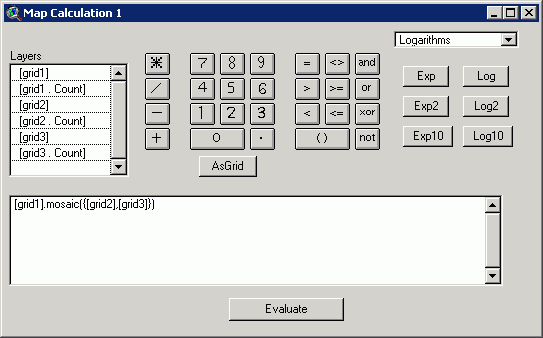 Map Calculation 1
Logarithms
Layers
[grid1]
[grid1 . Count]
[grid2]
[grid2 . Count]
[grid3]
[grid3 . Count]
* 7 8 9 = <> and
/ 4 5 6 > >= or
- 1 2 3 < <= xor
+ 0 . ( ) not
AsGrid
Exp Log
Exp2 Log2
Exp10 Log10
[grid1].mosaic({[grid2],[grid3]})
Evaluate